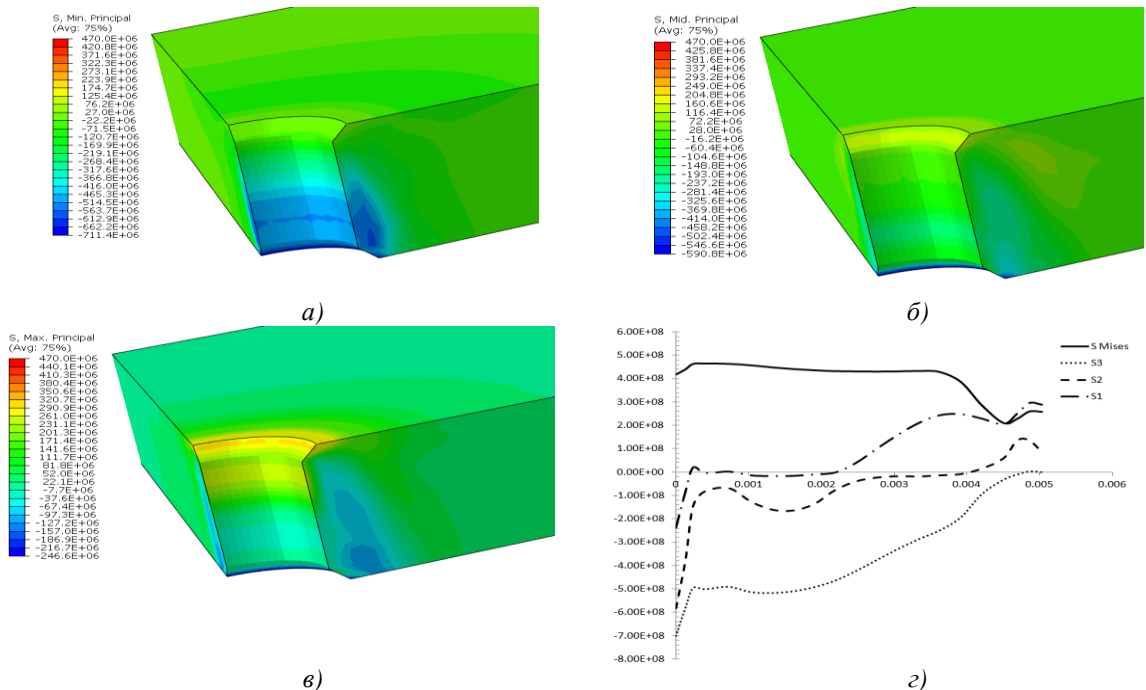 S, Min. Principal
(Avg: 75%)
470.0E+06
420.8E+06
371.6E+06
322.3E+06
273.1E+06
223.9E+06
174.7E+06
125.4E+06
76.2E+06
27.0E+06
-22.2E+06
-71.5E+06
-120.7E+06
-169.9E+06
-219.1E+06
-268.4E+06
-317.6E+06
-366.8E+06
-416.0E+06
-465.3E+06
-514.5E+06
-563.7E+06
-612.9E+06
-662.2E+06
-711.4E+06
а)
S, Mid. Principal
(Avg: 75%)
470.0E+06
425.8E+06
381.6E+06
337.4E+06
293.2E+06
249.0E+06
204.8E+06
160.6E+06
116.4E+06
72.2E+06
28.0E+06
-16.2E+06
-60.4E+06
-104.6E+06
-148.8E+06
-193.0E+06
-237.2E+06
-281.4E+06
-325.6E+06
-369.8E+06
-414.0E+06
-458.2E+06
-502.4E+06
-546.6E+06
-590.8E+06
б)
S, Max. Principal
(Avg: 75%)
470.0E+06
440.1E+06
410.3E+06
380.4E+06
350.6E+06
320.7E+06
290.9E+06
261.0E+06
231.1E+06
201.3E+06
171.4E+06
141.6E+06
111.7E+06
81.8E+06
52.0E+06
22.1E+06
-7.7E+06
-37.6E+06
-67.4E+06
-97.3E+06
-127.2E+06
-157.0E+06
-186.9E+06
-216.7E+06
-246.6E+06
в)
6.00E+08
5.00E+08
4.00E+08
3.00E+08
2.00E+08
1.00E+08
0.00E+00
-1.00E+08
-2.00E+08
-3.00E+08
-4.00E+08
-5.00E+08
-6.00E+08
-7.00E+08
-8.00E+08
0 0.001 0.002 0.003 0.004 0.005 0.006
S Mises
S3
S2
S1
г)